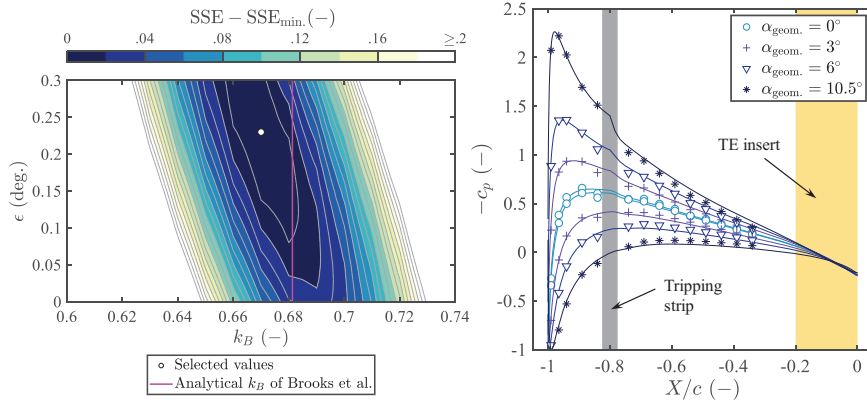 SSE − SSE_min. (−)
0 .04 .08 .12 .16 ≥.2
0.3
0.25
0.2
0.15
0.1
0.05
0
ϵ (deg.)
0.6 0.62 0.64 0.66 0.68 0.7 0.72 0.74
k_B (−)
Selected values
Analytical k_B of Brooks et al.
2.5
2
1.5
1
0.5
0
-0.5
-1
−c_p (−)
α_geom. = 0°
α_geom. = 3°
α_geom. = 6°
α_geom. = 10.5°
TE insert
Tripping
strip
-1 -0.8 -0.6 -0.4 -0.2 0
X/c (−)